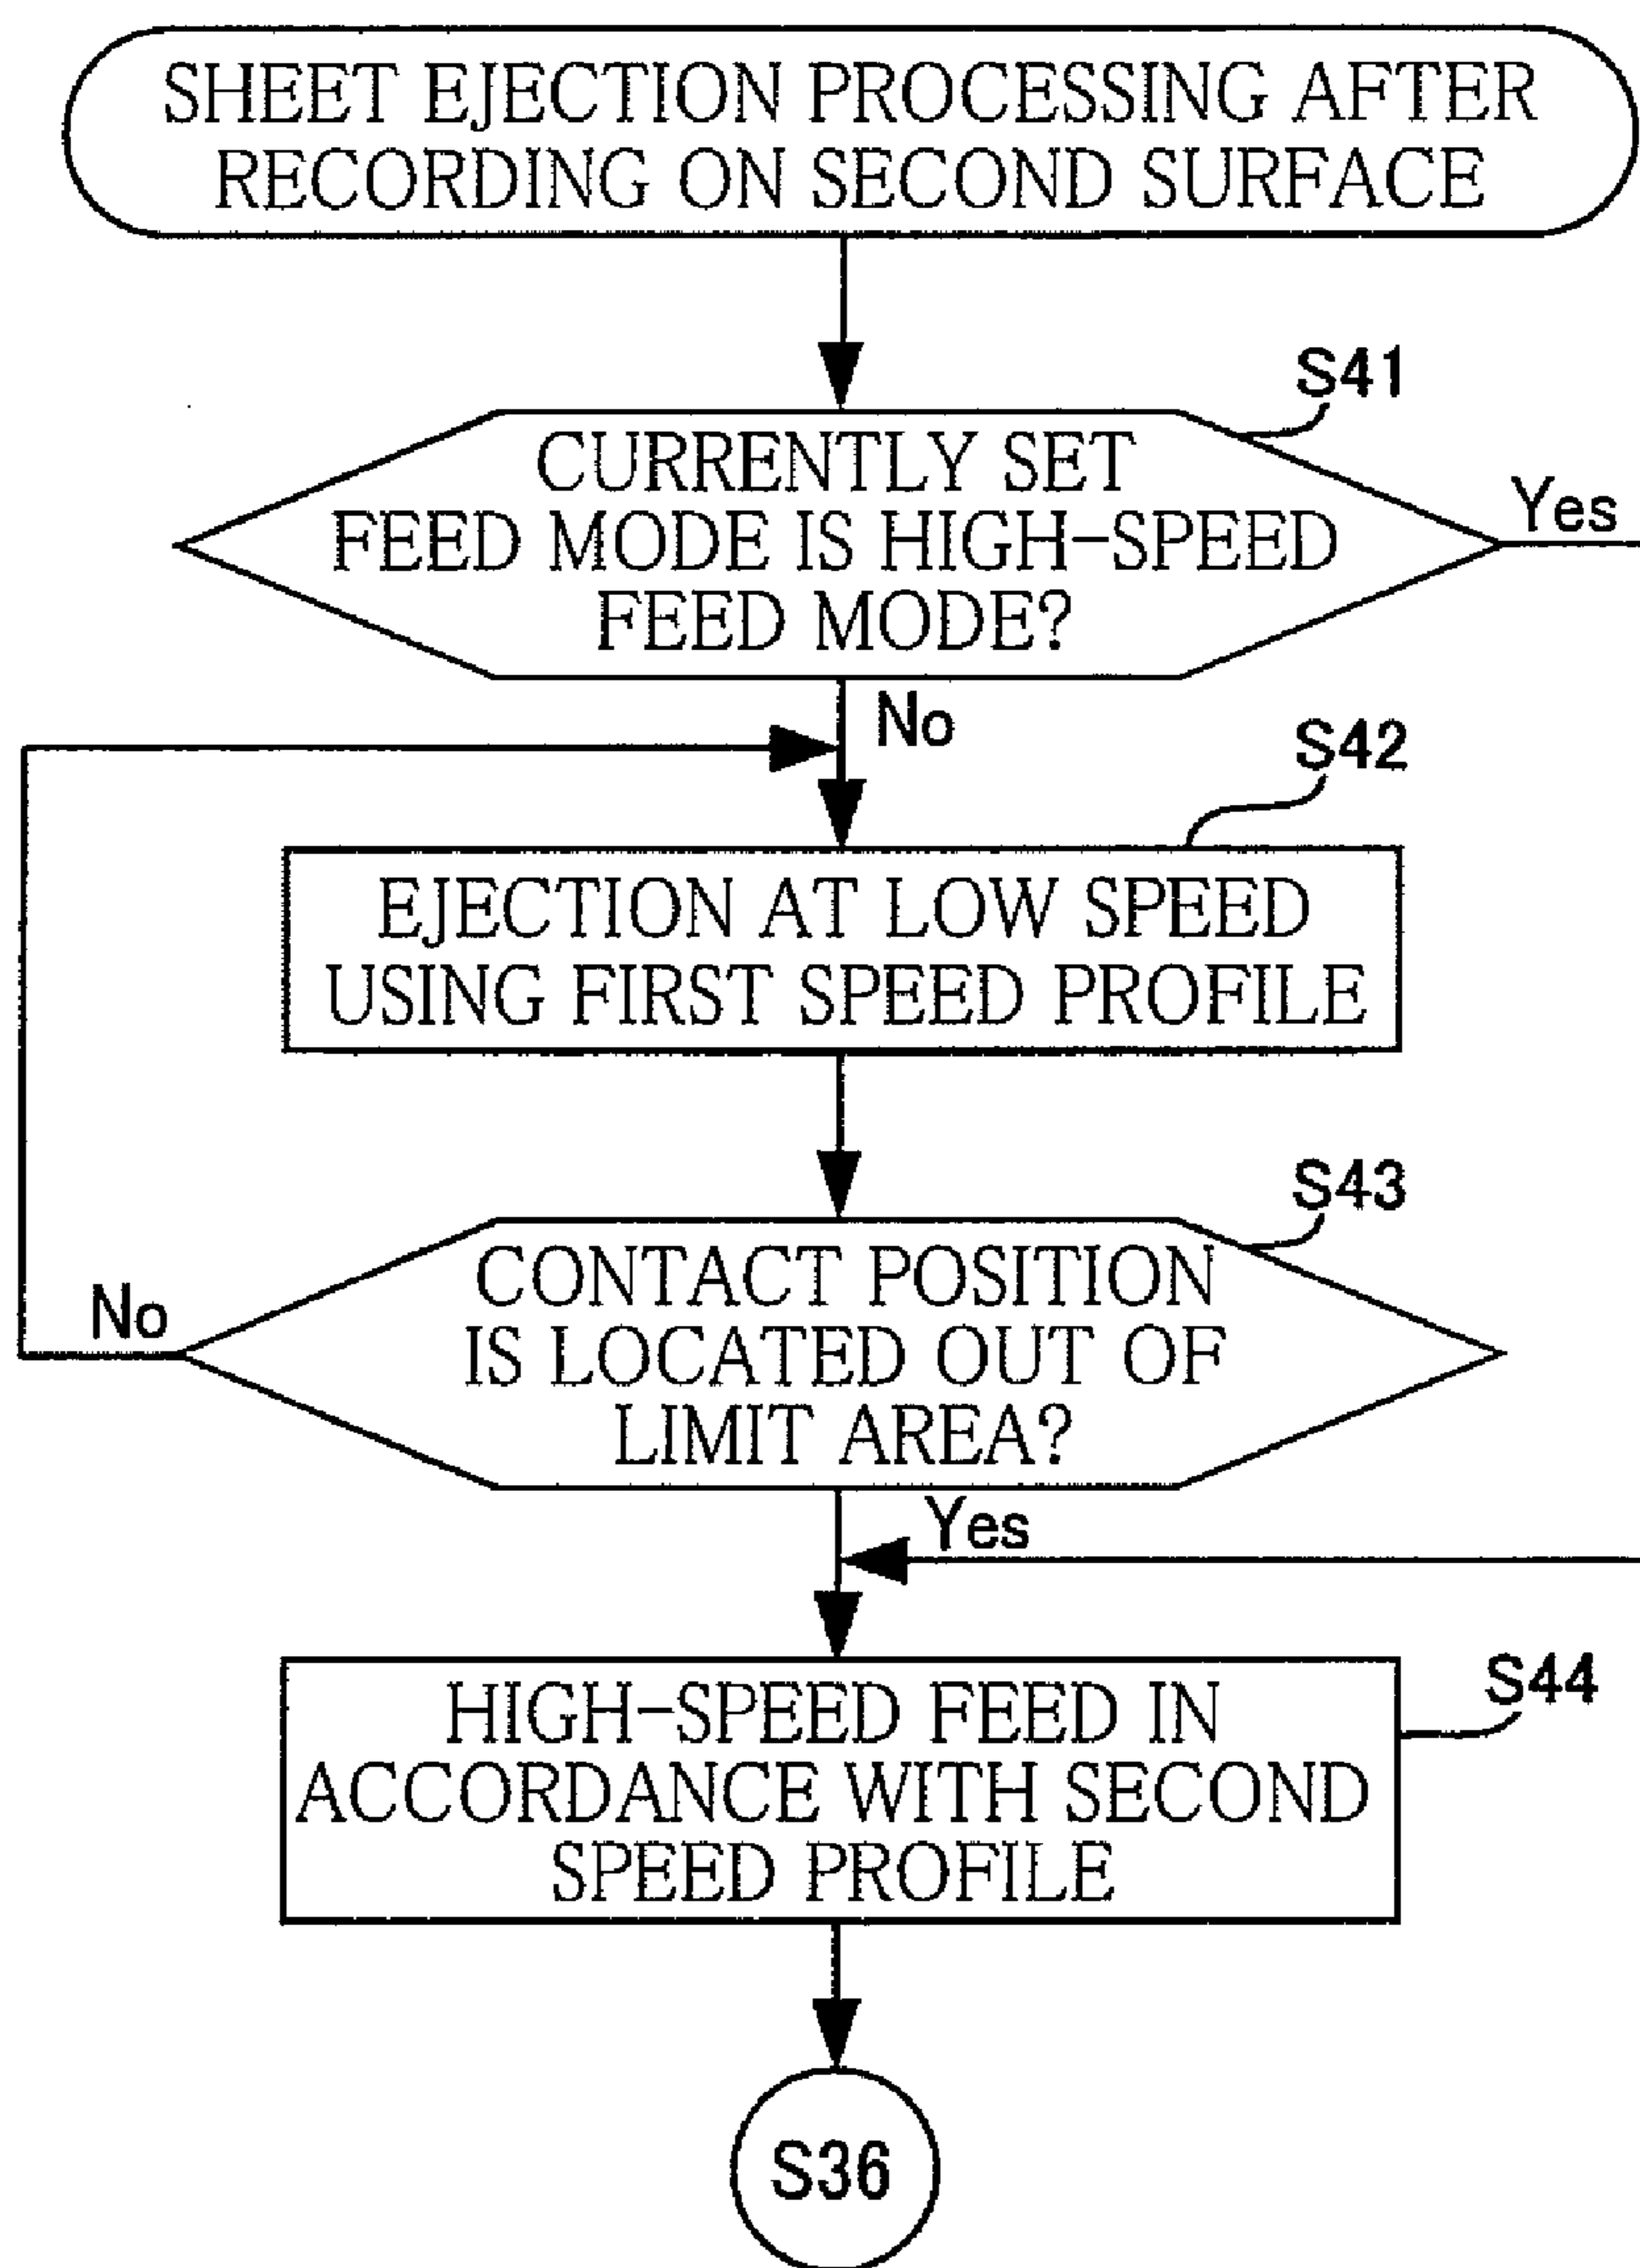 SHEET EJECTION PROCESSING AFTER
RECORDING ON SECOND SURFACE
S41
CURRENTLY SET
FEED MODE IS HIGH-SPEED
FEED MODE?
Yes
No
S42
EJECTION AT LOW SPEED
USING FIRST SPEED PROFILE
S43
CONTACT POSITION
IS LOCATED OUT OF
LIMIT AREA?
No
Yes
S44
HIGH-SPEED FEED IN
ACCORDANCE WITH SECOND
SPEED PROFILE
S36